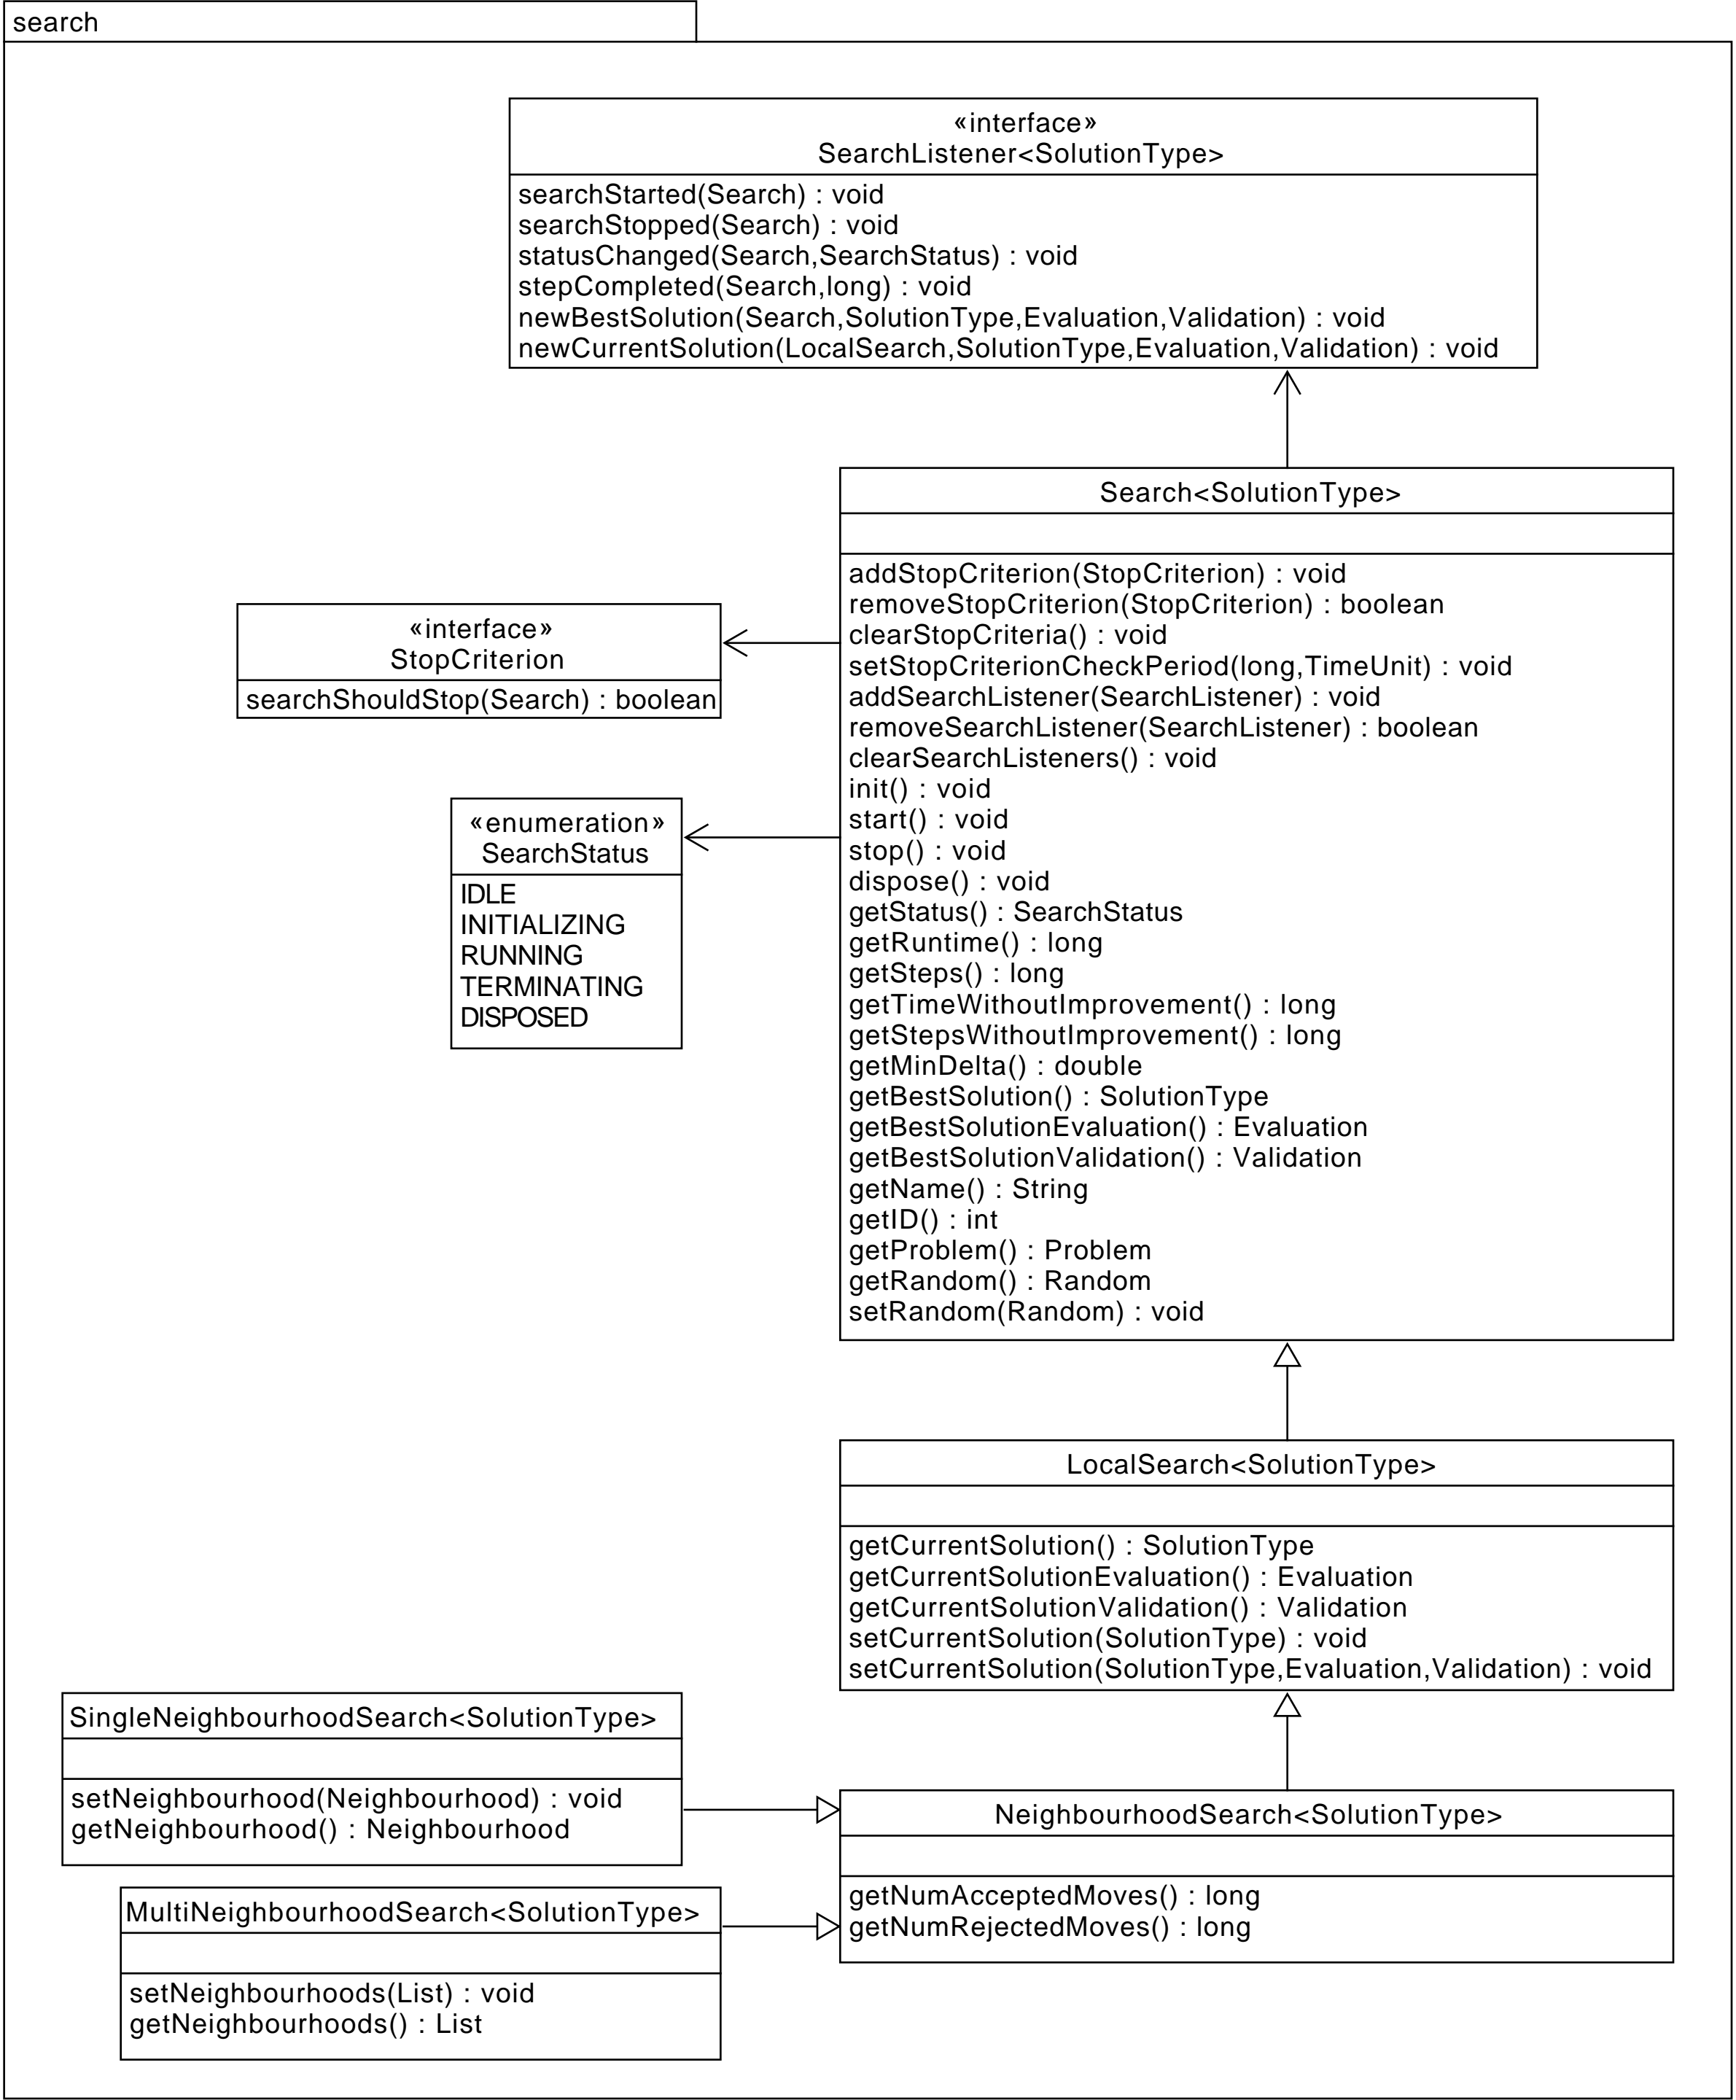 search
«interface»
SearchListener<SolutionType>
searchStarted(Search) : void
searchStopped(Search) : void
statusChanged(Search,SearchStatus) : void
stepCompleted(Search,long) : void
newBestSolution(Search,SolutionType,Evaluation,Validation) : void
newCurrentSolution(LocalSearch,SolutionType,Evaluation,Validation) : void
Search<SolutionType>
addStopCriterion(StopCriterion) : void
removeStopCriterion(StopCriterion) : boolean
clearStopCriteria() : void
setStopCriterionCheckPeriod(long,TimeUnit) : void
addSearchListener(SearchListener) : void
removeSearchListener(SearchListener) : boolean
clearSearchListeners() : void
init() : void
start() : void
stop() : void
dispose() : void
getStatus() : SearchStatus
getRuntime() : long
getSteps() : long
getTimeWithoutImprovement() : long
getStepsWithoutImprovement() : long
getMinDelta() : double
getBestSolution() : SolutionType
getBestSolutionEvaluation() : Evaluation
getBestSolutionValidation() : Validation
getName() : String
getID() : int
getProblem() : Problem
getRandom() : Random
setRandom(Random) : void
«interface»
StopCriterion
searchShouldStop(Search) : boolean
«enumeration»
SearchStatus
IDLE
INITIALIZING
RUNNING
TERMINATING
DISPOSED
LocalSearch<SolutionType>
getCurrentSolution() : SolutionType
getCurrentSolutionEvaluation() : Evaluation
getCurrentSolutionValidation() : Validation
setCurrentSolution(SolutionType) : void
setCurrentSolution(SolutionType,Evaluation,Validation) : void
SingleNeighbourhoodSearch<SolutionType>
setNeighbourhood(Neighbourhood) : void
getNeighbourhood() : Neighbourhood
NeighbourhoodSearch<SolutionType>
getNumAcceptedMoves() : long
getNumRejectedMoves() : long
MultiNeighbourhoodSearch<SolutionType>
setNeighbourhoods(List) : void
getNeighbourhoods() : List